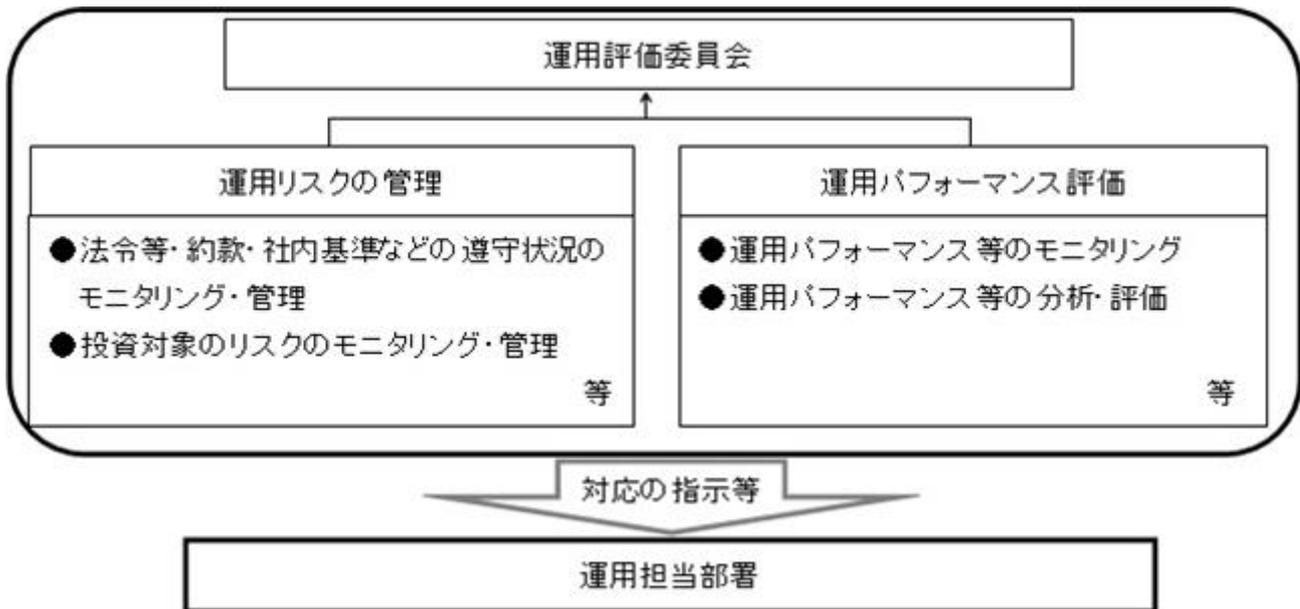 運用評価委員会
運用リスクの管理
●法令等・約款・社内基準などの遵守状況の
モニタリング・管理
●投資対象のリスクのモニタリング・管理
等
運用パフォーマンス評価
●運用パフォーマンス等のモニタリング
●運用パフォーマンス等の分析・評価
等
対応の指示等
運用担当部署